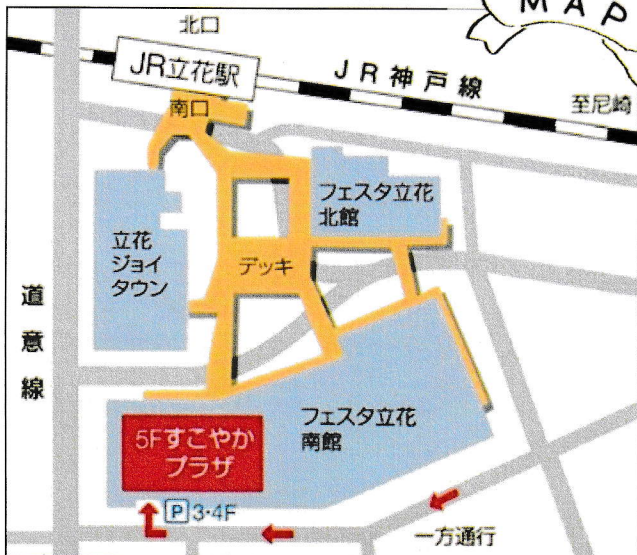 MAP
北口
JR立花駅
JR神戸線
至尼崎
南口
フェスタ立花
北館
立花
ジョイ
タウン
デッキ
道意線
フェスタ立花
南館
5Fすこやか
プラザ
P 3・4F
一方通行